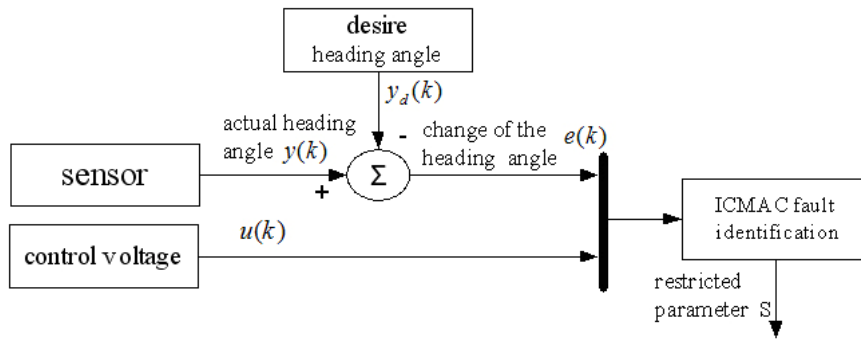 desire
heading angle
y_d(k)
actual heading
angle y(k)
-
change of the
heading angle
e(k)
sensor
+
Σ
ICMAC fault
identification
u(k)
control voltage
restricted
parameter S